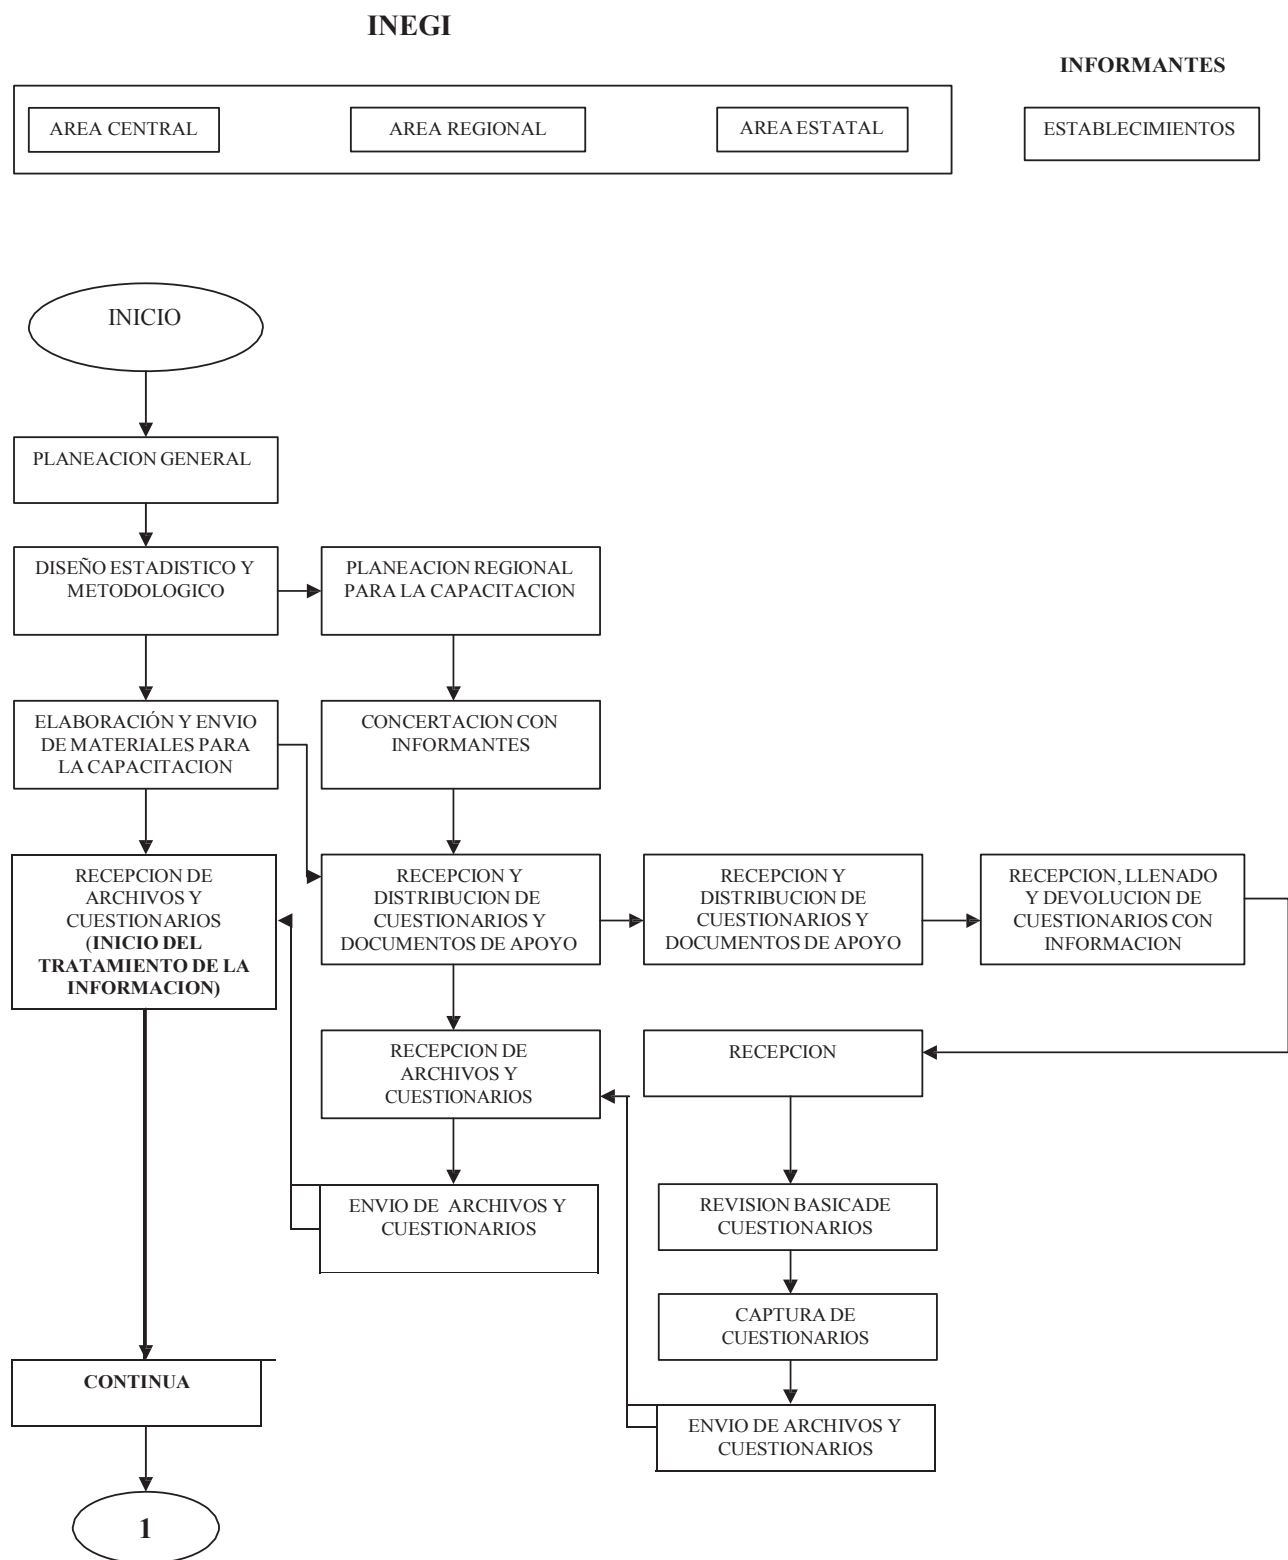 INEGI
INFORMANTES
AREA CENTRAL
AREA REGIONAL
AREA ESTATAL
ESTABLECIMIENTOS
INICIO
PLANEACION GENERAL
DISEÑO ESTADISTICO Y
METODOLOGICO
PLANEACION REGIONAL
PARA LA CAPACITACION
ELABORACIÓN Y ENVIO
DE MATERIALES PARA
LA CAPACITACION
CONCERTACION CON
INFORMANTES
RECEPCION DE
ARCHIVOS Y
CUESTIONARIOS
(INICIO DEL
TRATAMIENTO DE LA
INFORMACION)
RECEPCION Y
DISTRIBUCION DE
CUESTIONARIOS Y
DOCUMENTOS DE APOYO
RECEPCION Y
DISTRIBUCION DE
CUESTIONARIOS Y
DOCUMENTOS DE APOYO
RECEPCION, LLENADO
Y DEVOLUCION DE
CUESTIONARIOS CON
INFORMACION
RECEPCION DE
ARCHIVOS Y
CUESTIONARIOS
RECEPCION
ENVIO DE ARCHIVOS Y
CUESTIONARIOS
REVISION BASICADE
CUESTIONARIOS
CAPTURA DE
CUESTIONARIOS
CONTINUA
ENVIO DE ARCHIVOS Y
CUESTIONARIOS
1